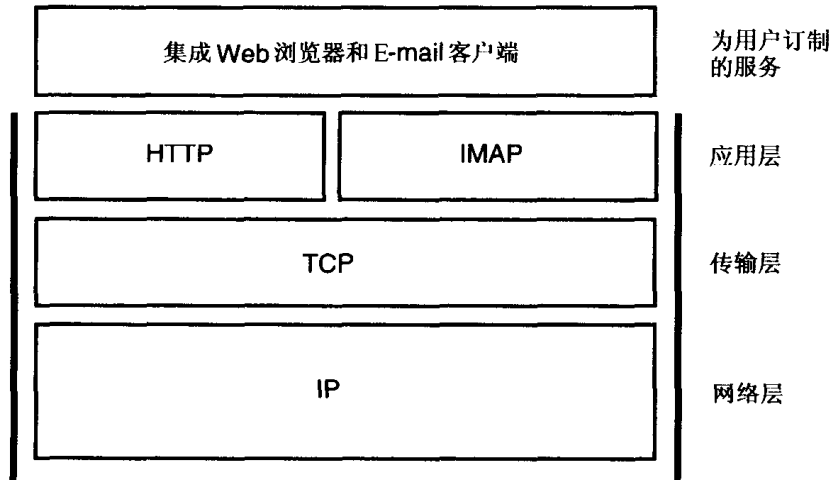 集成Web浏览器和E-mail客户端
为用户订制
的服务
HTTP
IMAP
应用层
TCP
传输层
IP
网络层